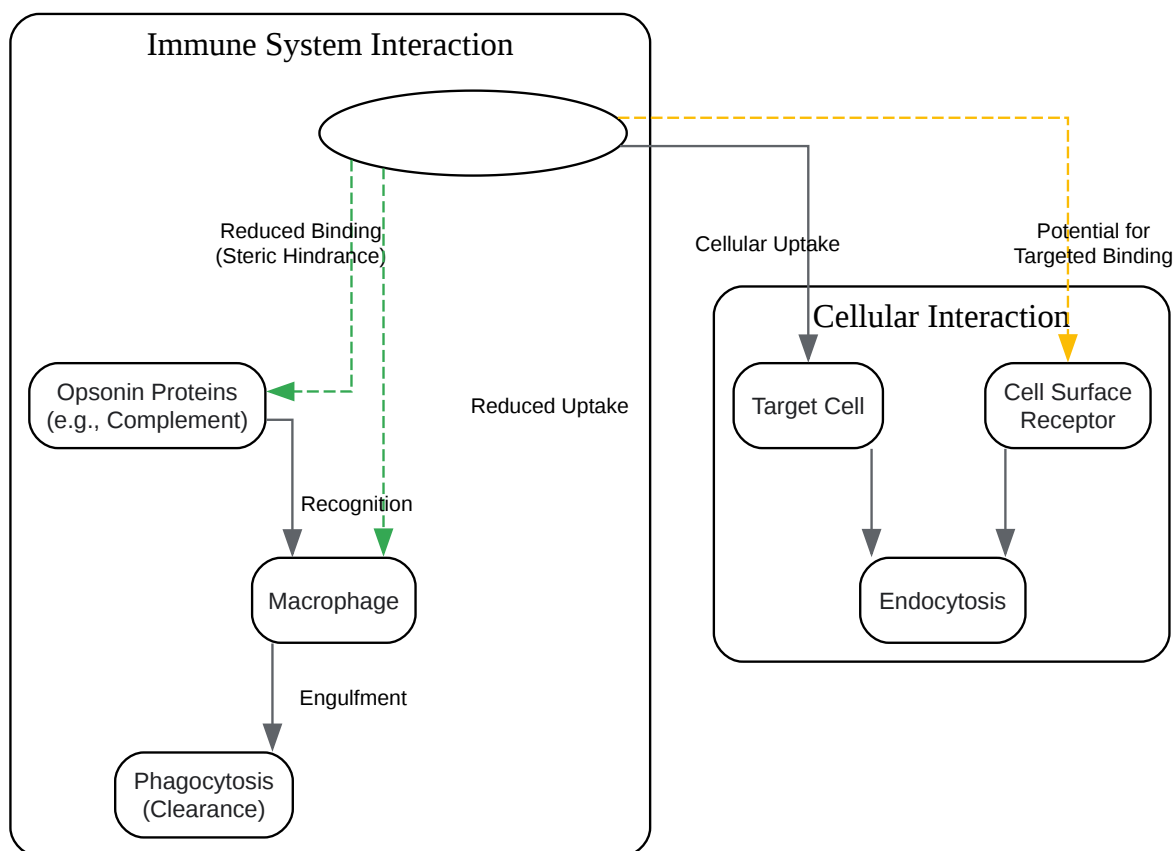 Immune System Interaction
Reduced Binding
(Steric Hindrance)
Cellular Uptake
Potential for
Targeted Binding
Cellular Interaction
Opsonin Proteins
(e.g., Complement)
Reduced Uptake
Target Cell
Cell Surface
Receptor
Recognition
Macrophage
Endocytosis
Engulfment
Phagocytosis
(Clearance)